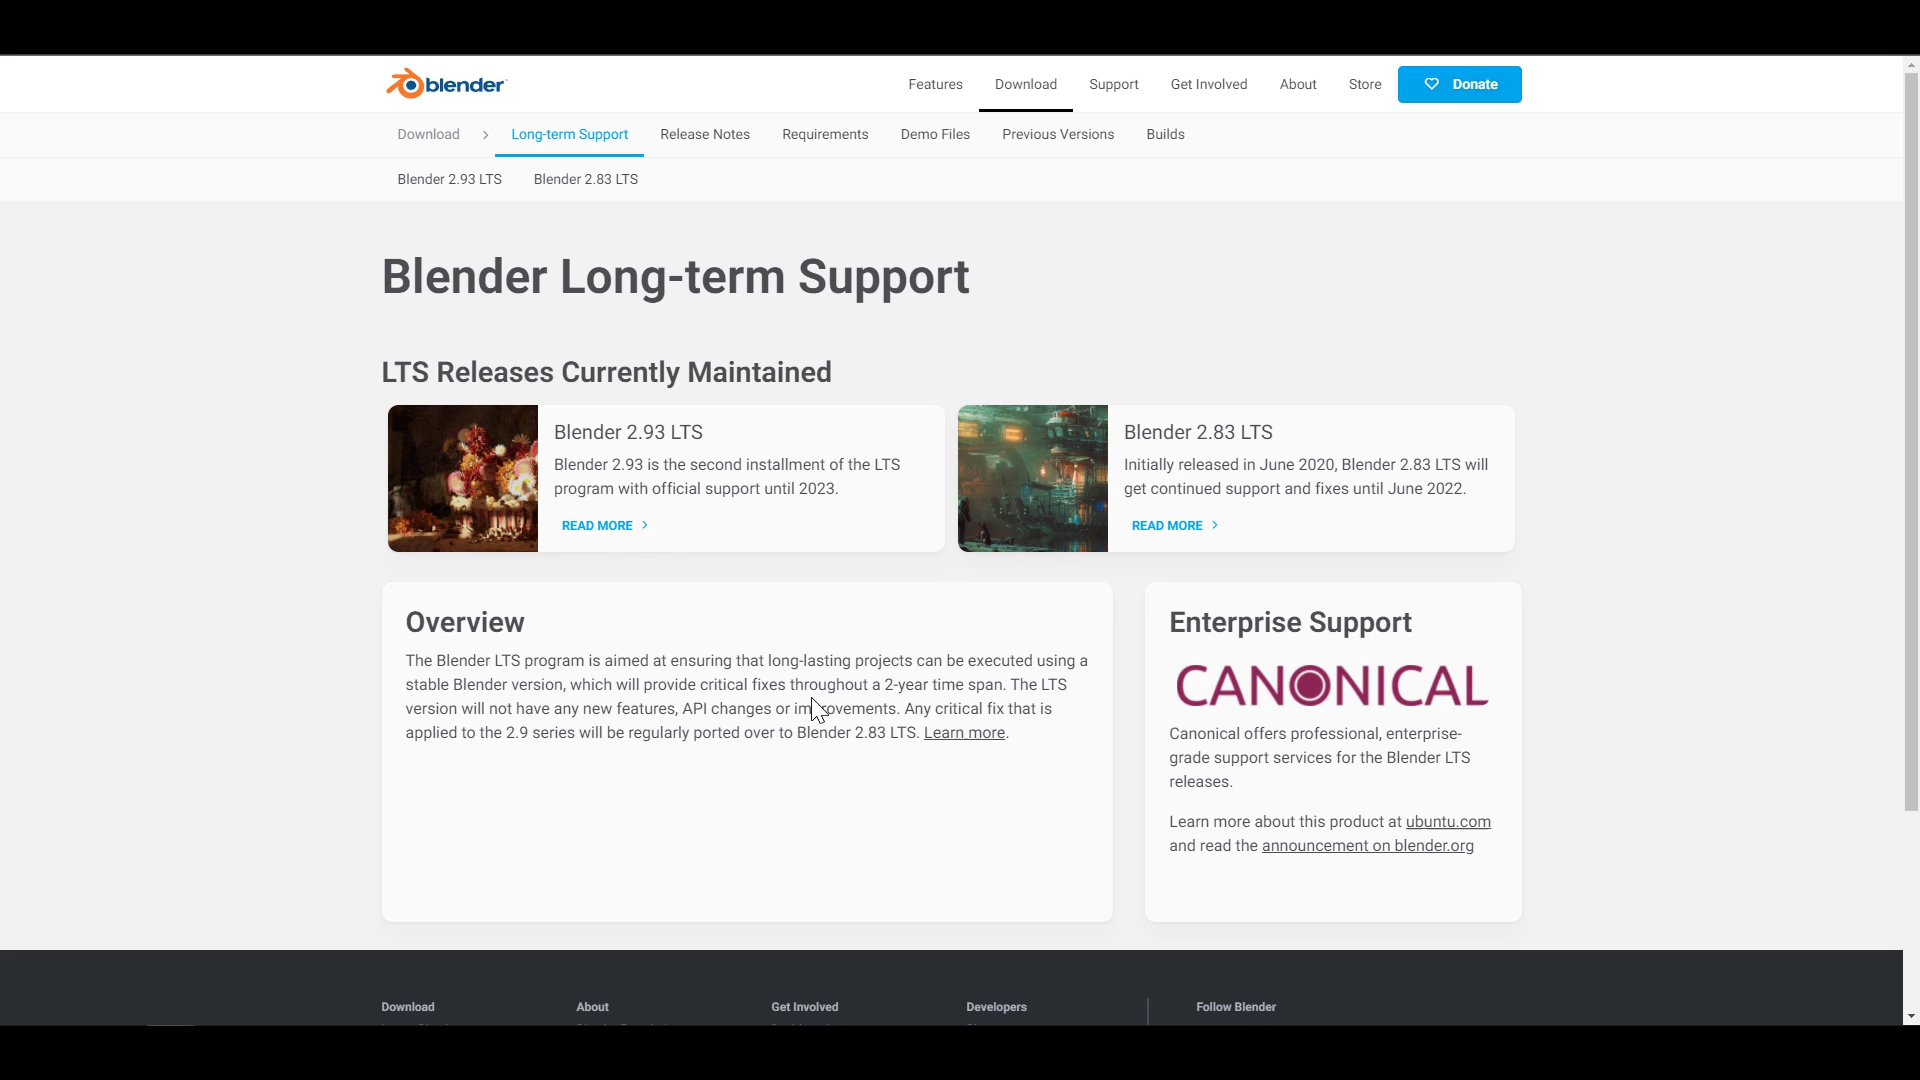 blender
Features Download Support Get Involved About Store Donate
Download Long-term Support Release Notes Requirements Demo Files Previous Versions Builds
Blender 2.93 LTS Blender 2.83 LTS
Blender Long-term Support
LTS Releases Currently Maintained
Blender 2.93 LTS
Blender 2.93 is the second installment of the LTS
program with official support until 2023.
READ MORE
Blender 2.83 LTS
Initially released in June 2020, Blender 2.83 LTS will
get continued support and fixes until June 2022.
READ MORE
Overview
The Blender LTS program is aimed at ensuring that long-lasting projects can be executed using a
stable Blender version, which will provide critical fixes throughout a 2-year time span. The LTS
version will not have any new features, API changes or improvements. Any critical fix that is
applied to the 2.9 series will be regularly ported over to Blender 2.83 LTS. Learn more.
Enterprise Support
CANONICAL
Canonical offers professional, enterprise-
grade support services for the Blender LTS
releases.
Learn more about this product at ubuntu.com
and read the announcement on blender.org
Download About Get Involved Developers Follow Blender